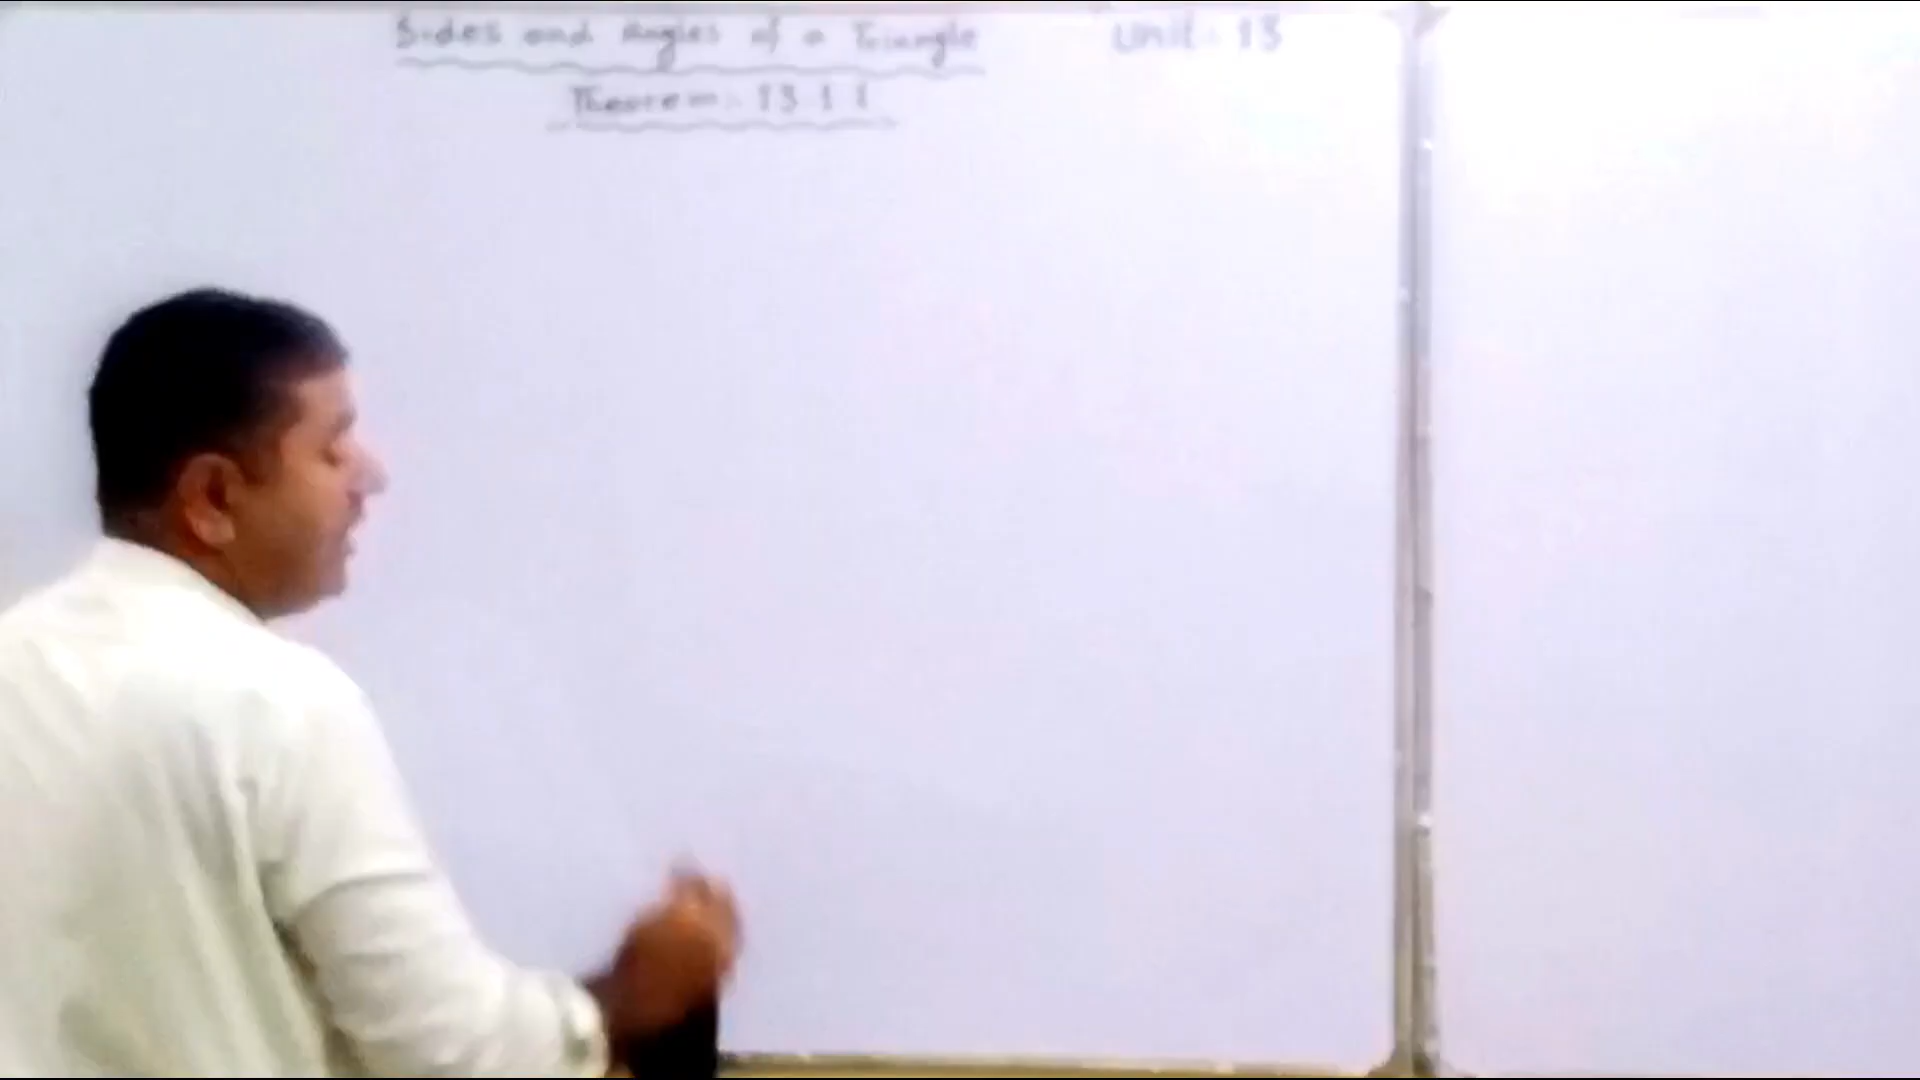 Sides and Angles of a Triangle Unit: 13
Theorem:- 13.1.1